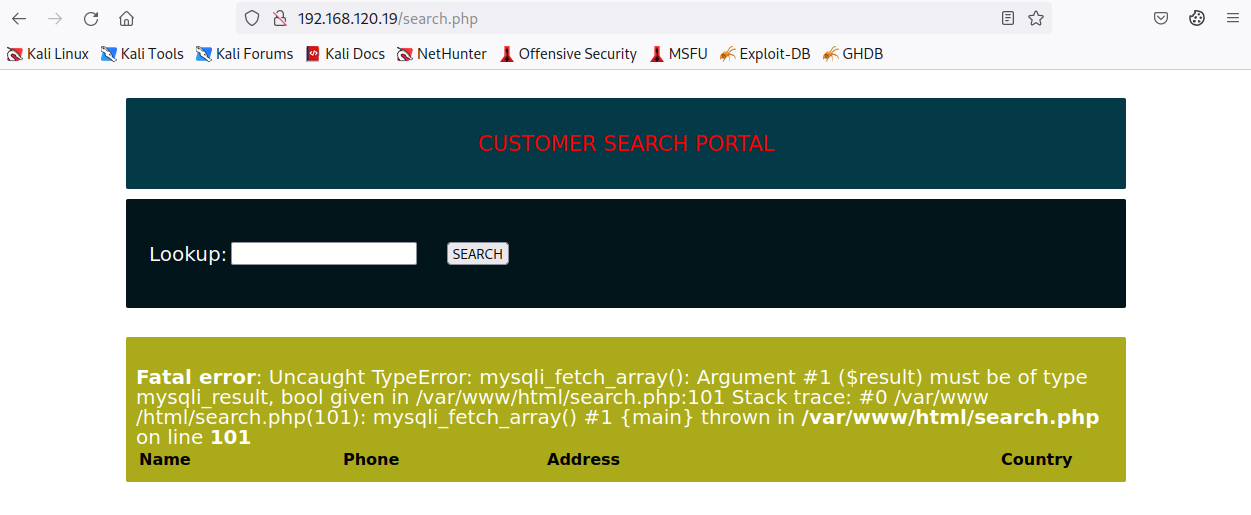 192.168.120.19/search.php
Kali Linux Kali Tools Kali Forums Kali Docs NetHunter Offensive Security MSFU Exploit-DB GHDB
CUSTOMER SEARCH PORTAL
Lookup: SEARCH
Fatal error: Uncaught TypeError: mysqli_fetch_array(): Argument #1 ($result) must be of type
mysqli_result, bool given in /var/www/html/search.php:101 Stack trace: #0 /var/www
/html/search.php(101): mysqli_fetch_array() #1 {main} thrown in /var/www/html/search.php
on line 101
Name Phone Address Country